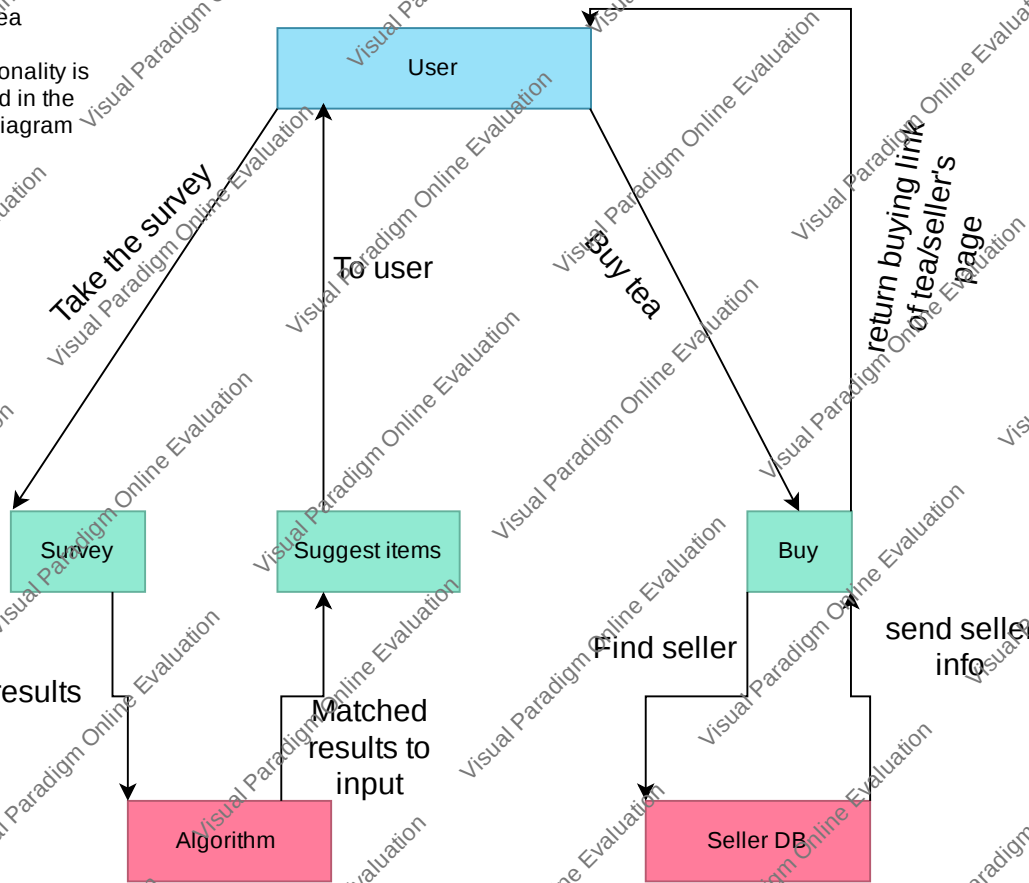 ea
onality is
d in the
iagram
User
Take the survey
To user
Buy tea
return buying link
of tea/seller's
page
Survey
Suggest items
Buy
results
Matched
results to
input
Find seller
send seller
info
Algorithm
Seller DB
Visual Paradigm Online Evaluation